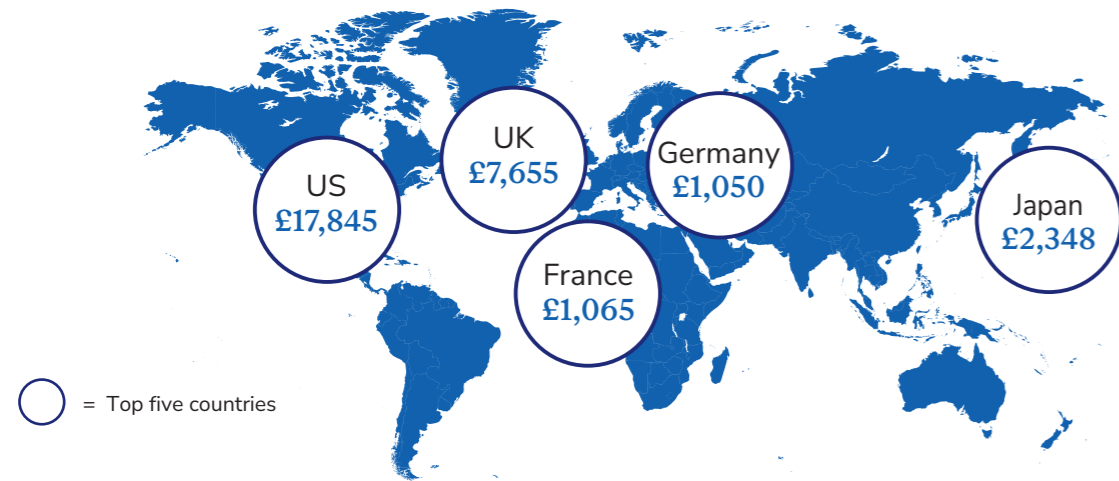 UK
£7,655
Germany
£1,050
US
£17,845
Japan
£2,348
France
£1,065
= Top five countries